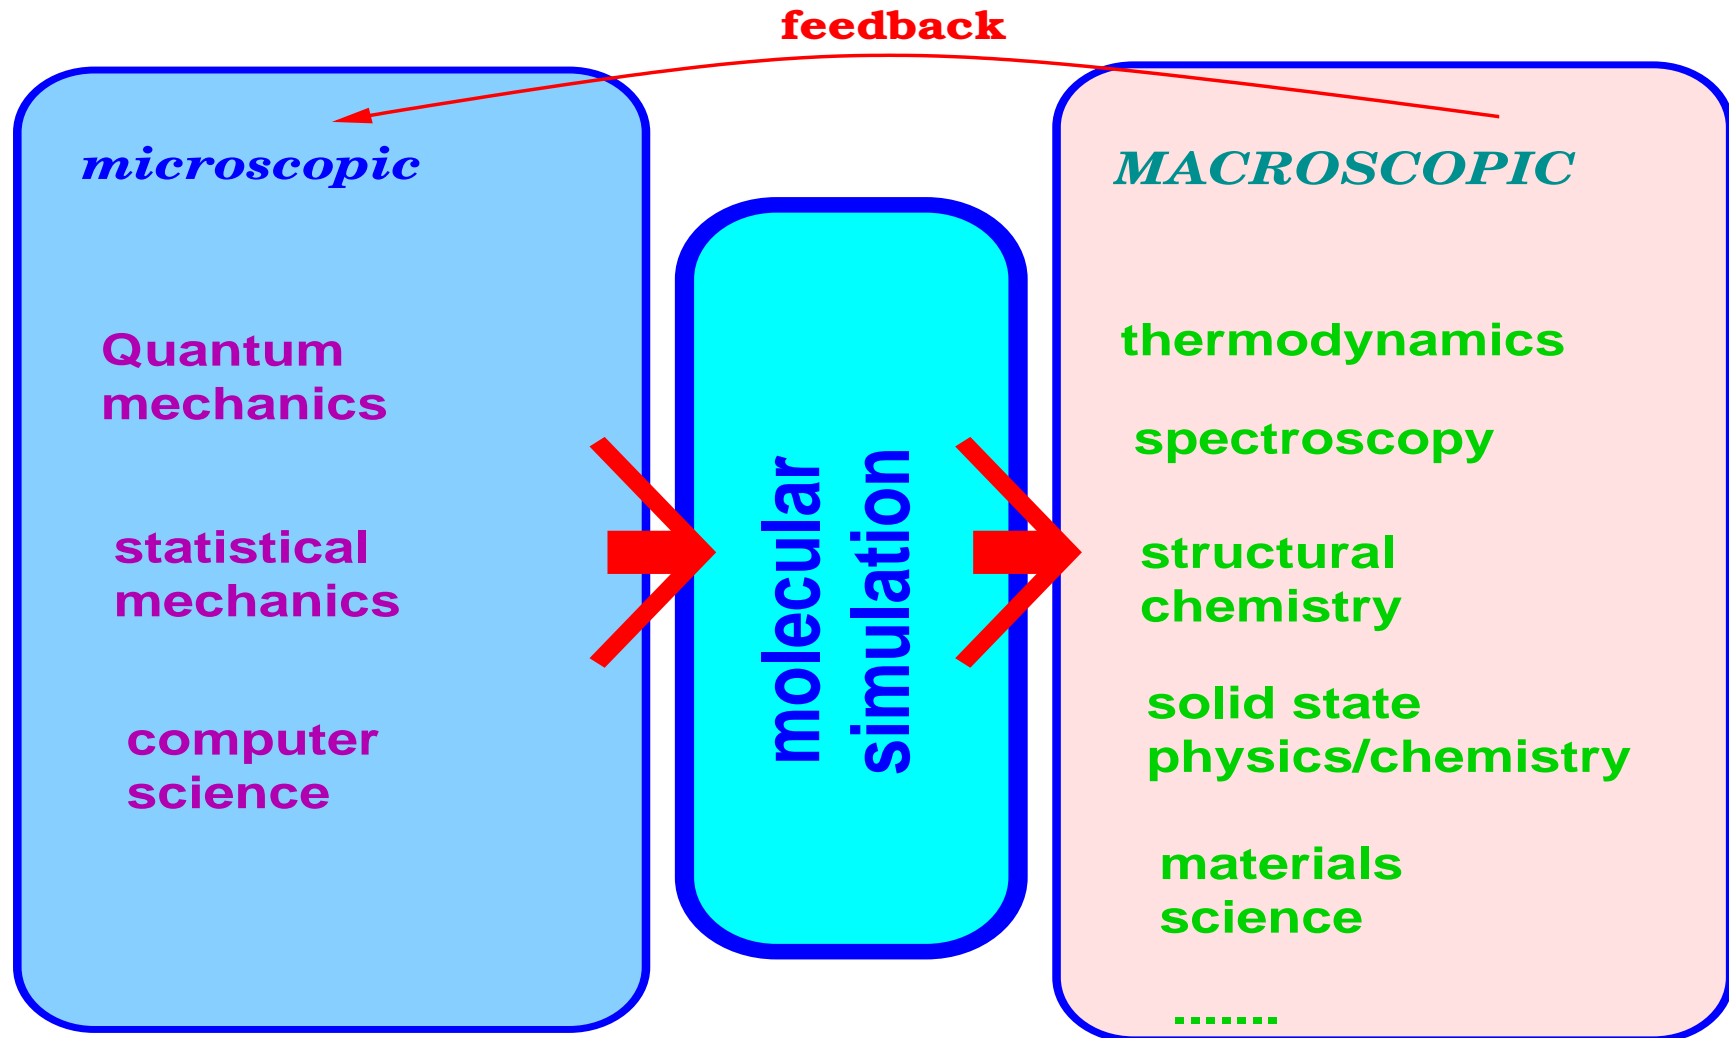 feedback
microscopic
Quantum
mechanics
statistical
mechanics
computer
science
molecular
simulation
MACROSCOPIC
thermodynamics
spectroscopy
structural
chemistry
solid state
physics/chemistry
materials
science
.......